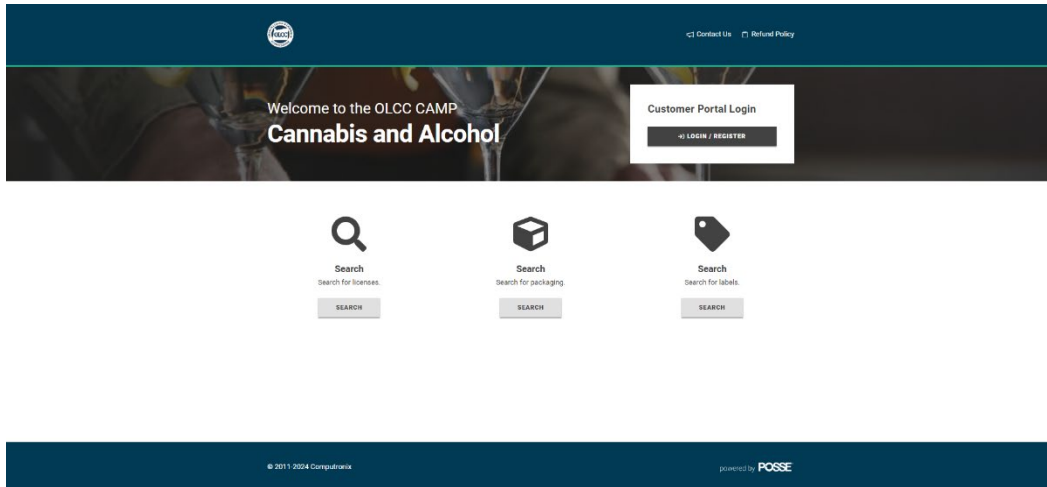 OLCC
Contact Us Refund Policy
Welcome to the OLCC CAMP
Cannabis and Alcohol
Customer Portal Login
LOGIN / REGISTER
Search Search Search
Search for licenses. Search for packaging. Search for labels.
SEARCH SEARCH SEARCH
© 2011-2024 Computronix
powered by POSSE